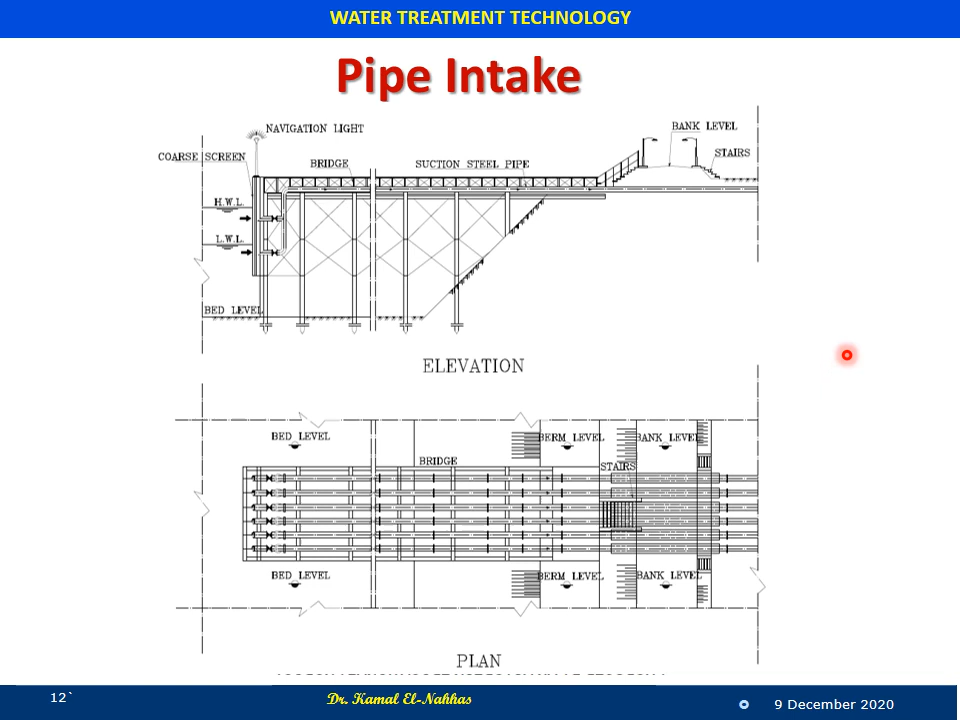 WATER TREATMENT TECHNOLOGY
Pipe Intake
NAVIGATION LIGHT
BANK LEVEL
COARSE SCREEN
BRIDGE
SUCTION STEEL PIPE
STAIRS
H.W.L.
L.W.L.
BED LEVEL
ELEVATION
BED LEVEL
BERM LEVEL
BANK LEVEL
BRIDGE
STAIRS
BED LEVEL
BERM LEVEL
BANK LEVEL
PLAN
12`
Dr. Kamal El-Nahhas
9 December 2020